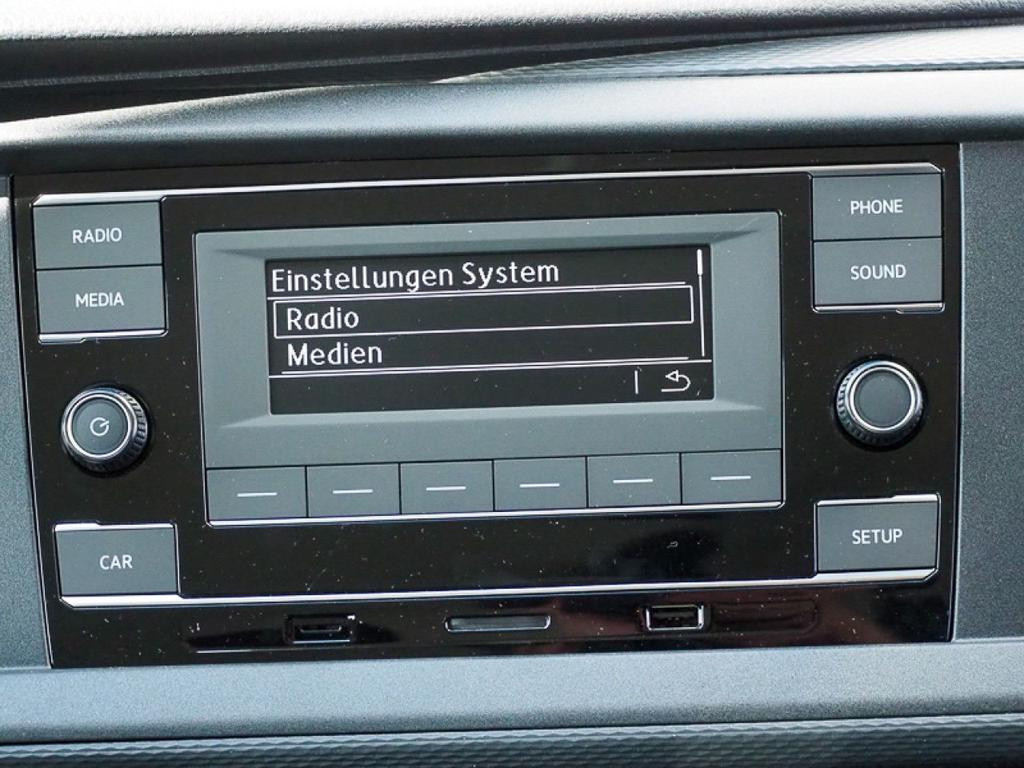 RADIO
MEDIA
PHONE
SOUND
Einstellungen System
Radio
Medien
CAR
SETUP